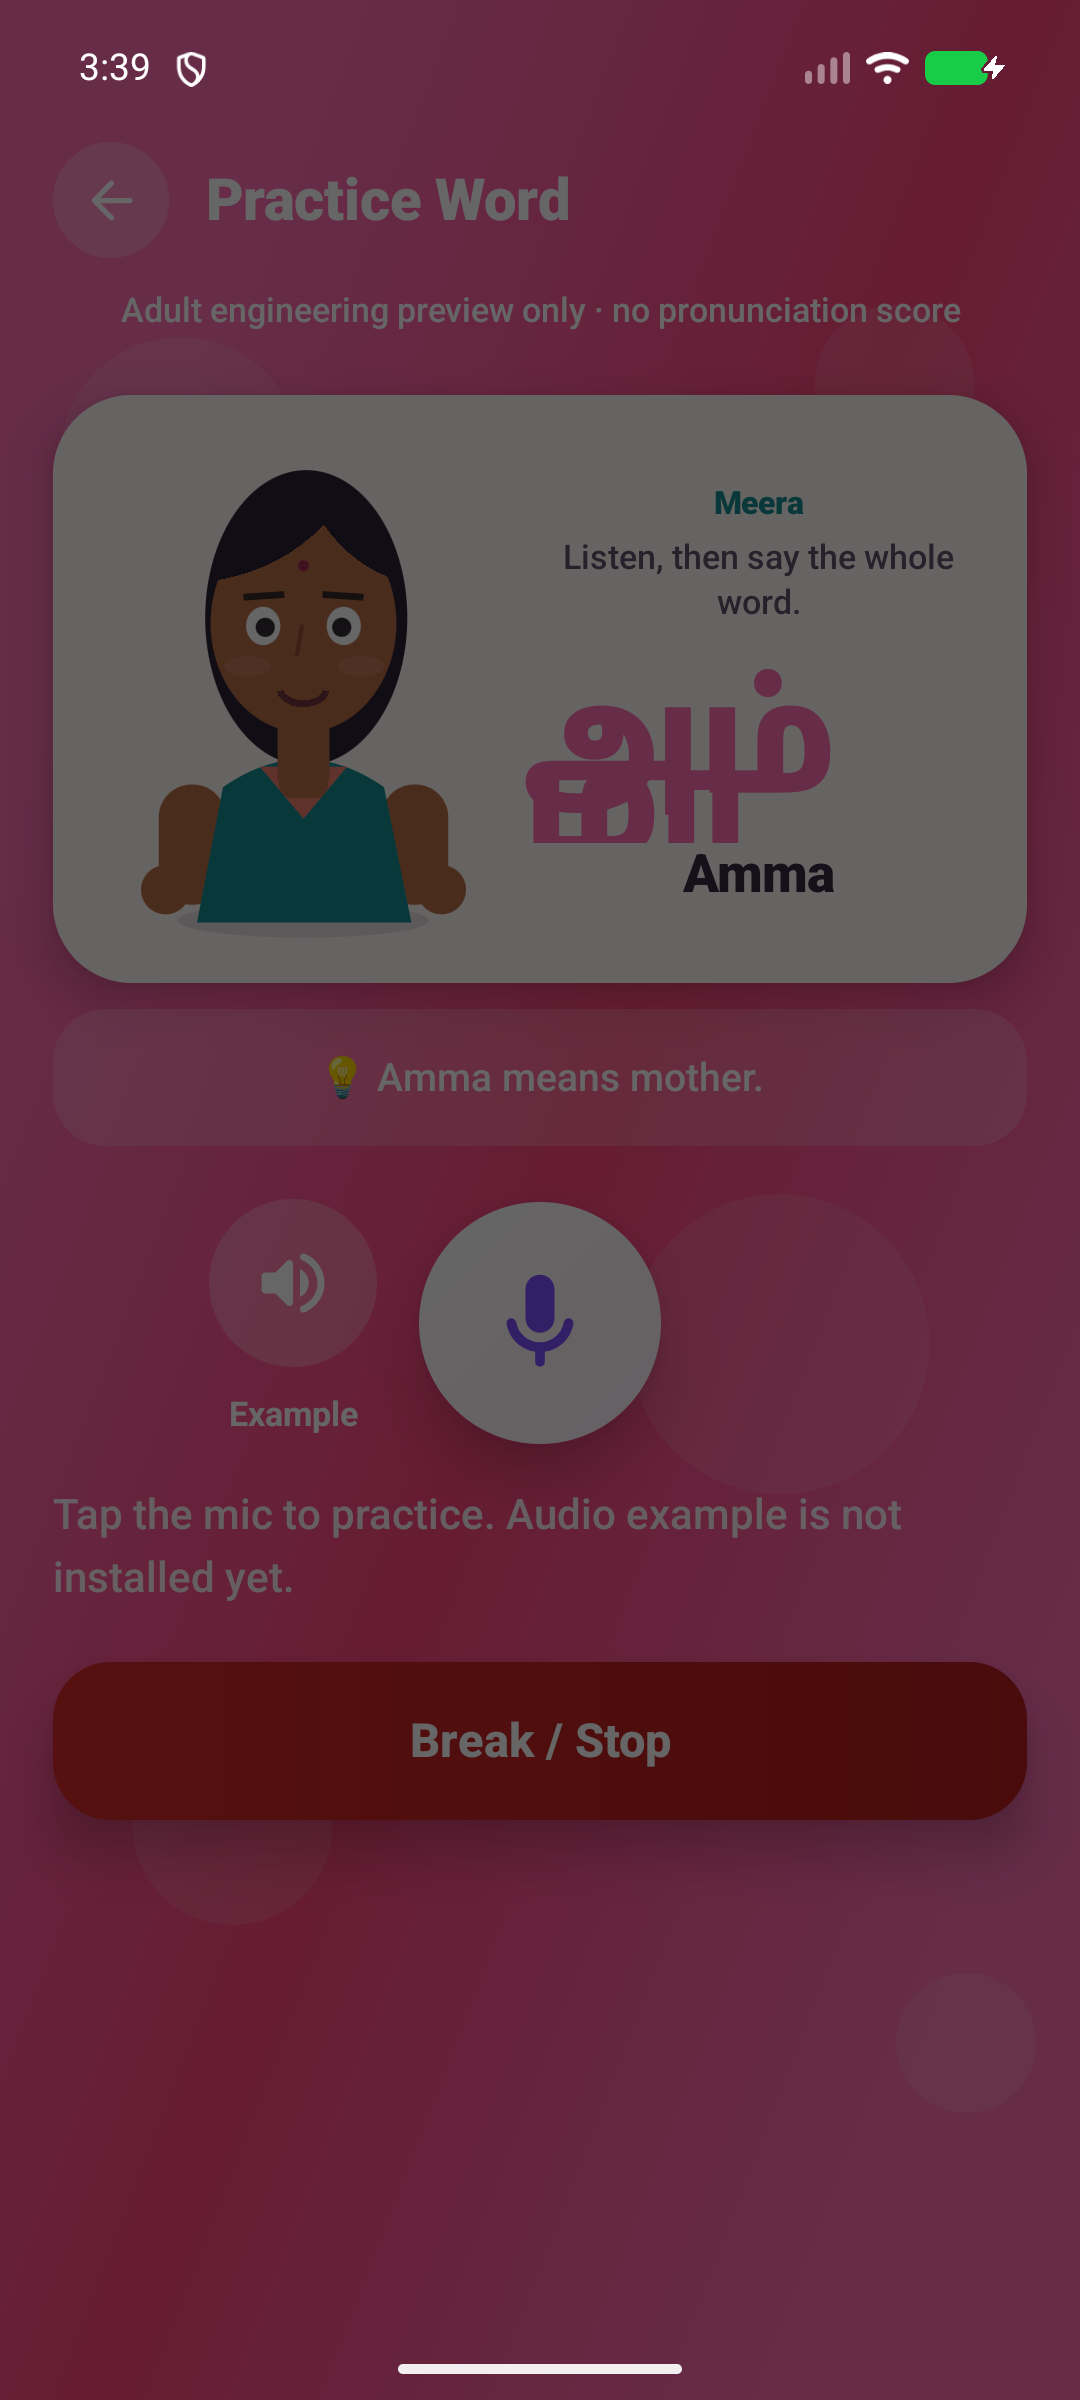 3:39
Practice Word
Adult engineering preview only · no pronunciation score
Meera
Listen, then say the whole
word.
Amma
💡 Amma means mother.
Example
Tap the mic to practice. Audio example is not
installed yet.
Break / Stop